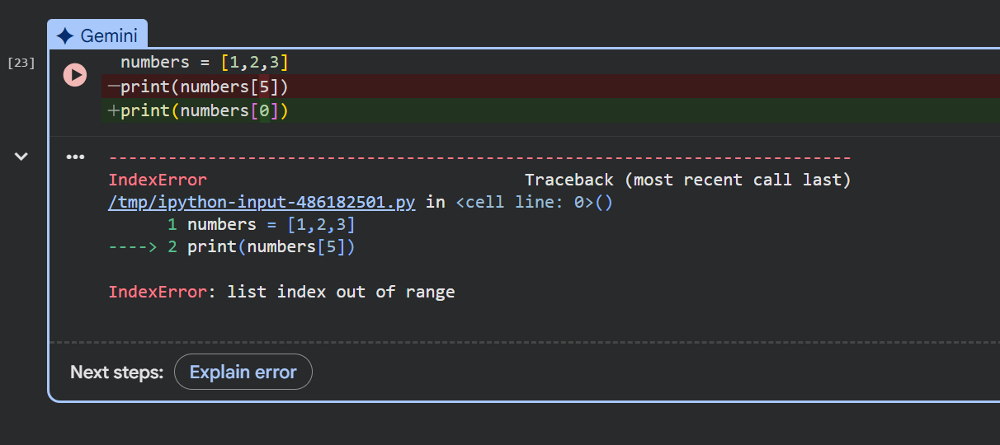 Gemini
[23]
numbers = [1,2,3]
—print(numbers[5])
+print(numbers[0])
---------------------------------------------------------------------------
IndexError                                Traceback (most recent call last)
/tmp/ipython-input-486182501.py in <cell line: 0>()
      1 numbers = [1,2,3]
----> 2 print(numbers[5])
IndexError: list index out of range
Next steps: Explain error